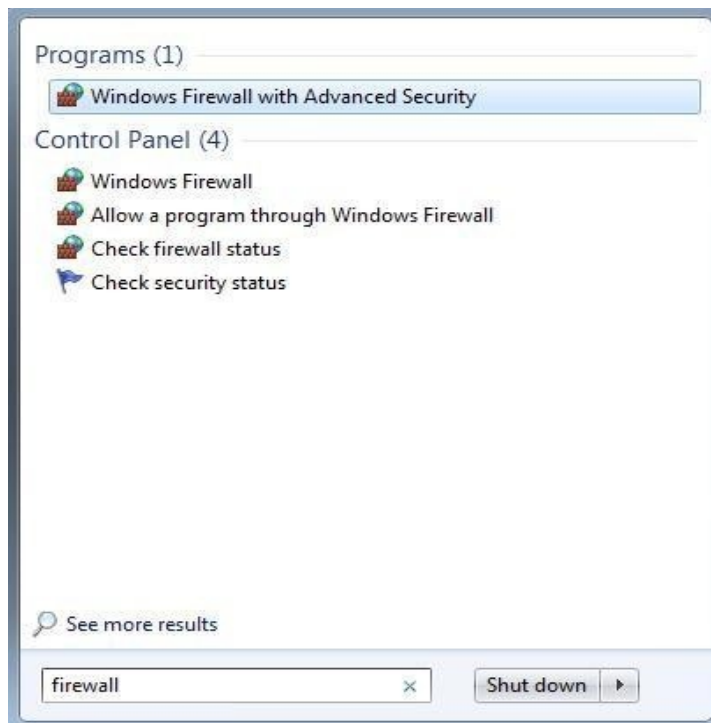 Programs (1)
Windows Firewall with Advanced Security
Control Panel (4)
Windows Firewall
Allow a program through Windows Firewall
Check firewall status
Check security status
See more results
firewall
Shut down